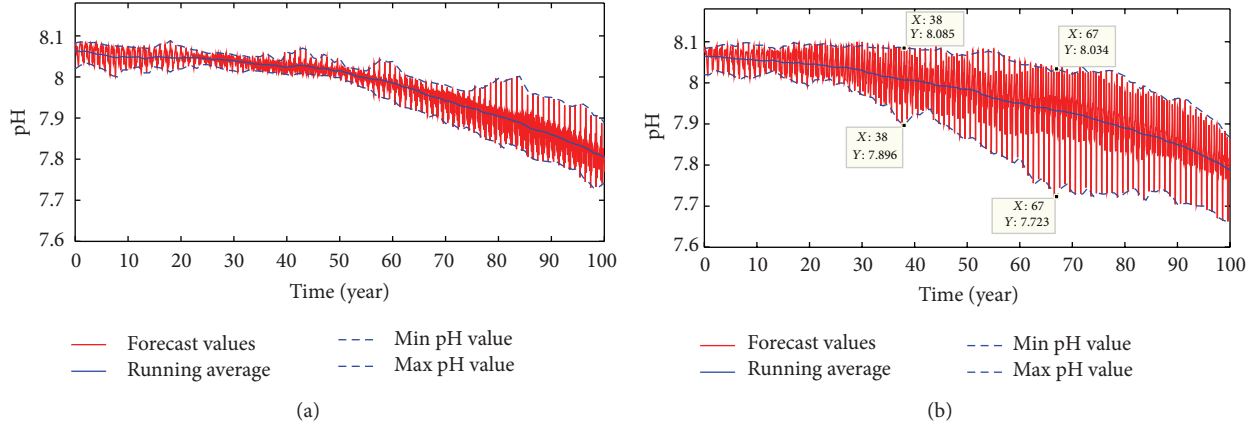 8.1
8
7.9
7.8
7.7
7.6
pH
0 10 20 30 40 50 60 70 80 90 100
Time (year)
Forecast values
Running average
Min pH value
Max pH value
(a)
8.1
8
7.9
7.8
7.7
7.6
pH
X: 38
Y: 8.085
X: 67
Y: 8.034
X: 38
Y: 7.896
X: 67
Y: 7.723
0 10 20 30 40 50 60 70 80 90 100
Time (year)
Forecast values
Running average
Min pH value
Max pH value
(b)